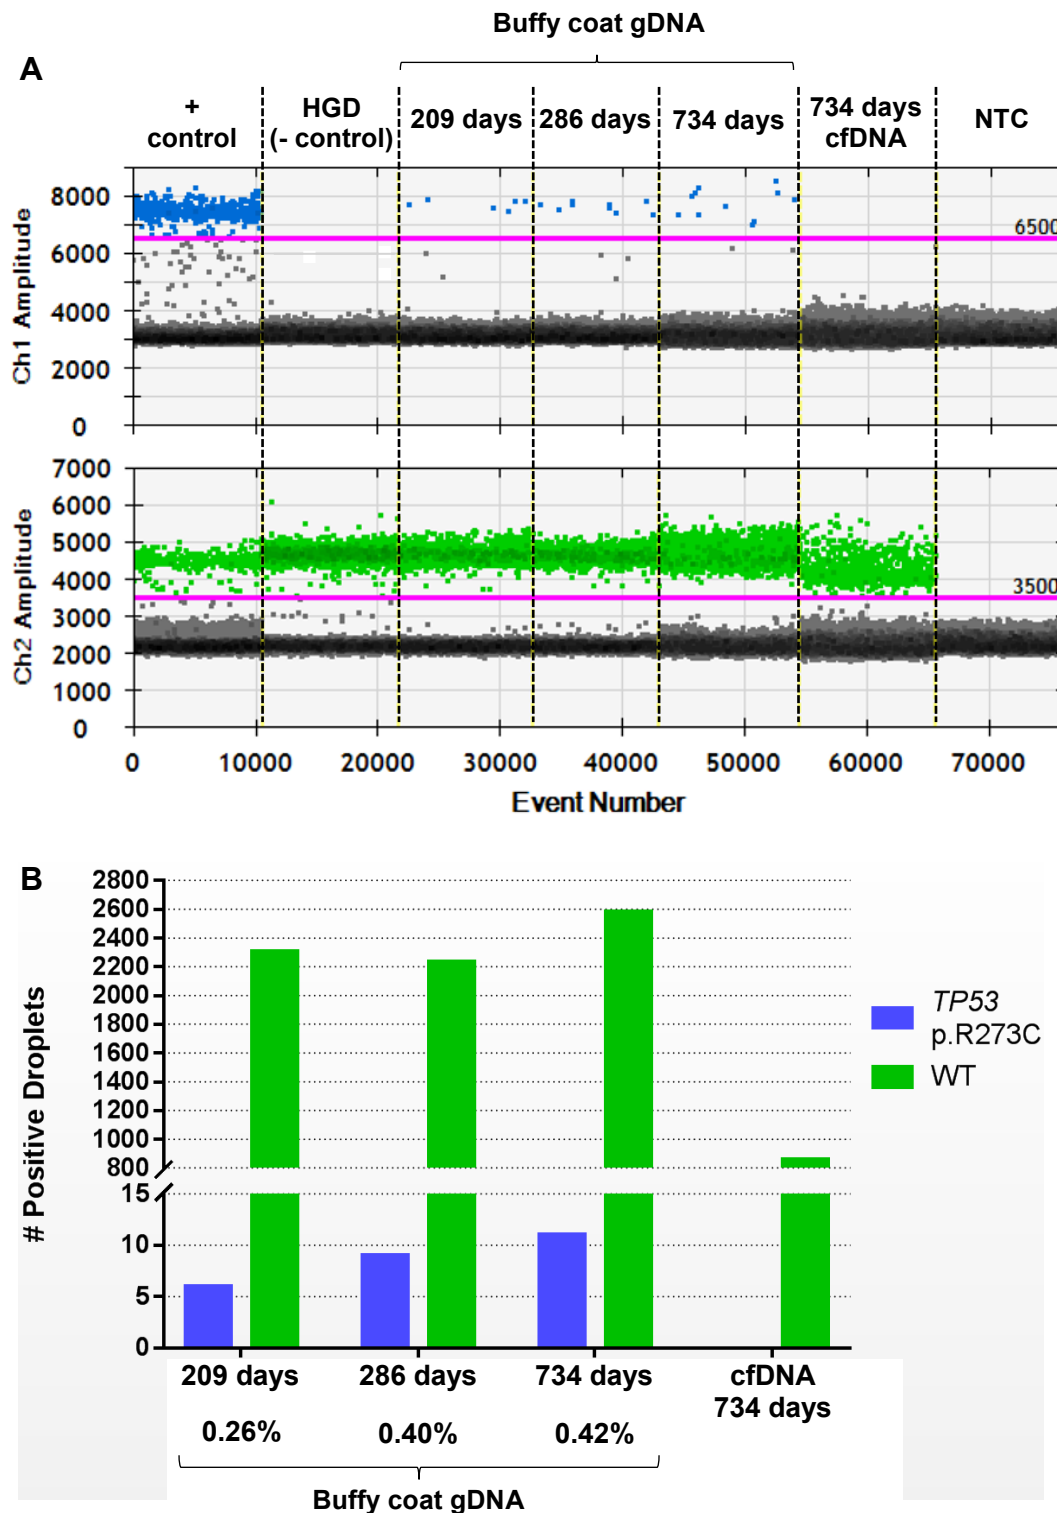 Buffy coat gDNA
A
+
control
HGD
(- control)
209 days
286 days
734 days
734 days
cfDNA
NTC
8000
6000
4000
2000
0
Ch1 Amplitude
6500
7000
6000
5000
4000
3000
2000
1000
0
Ch2 Amplitude
3500
0 10000 20000 30000 40000 50000 60000 70000
Event Number
B
2800
2600
2400
2200
2000
1800
1600
1400
1200
1000
800
15
10
5
0
# Positive Droplets
TP53
p.R273C
WT
209 days 286 days 734 days cfDNA
734 days
0.26% 0.40% 0.42%
Buffy coat gDNA